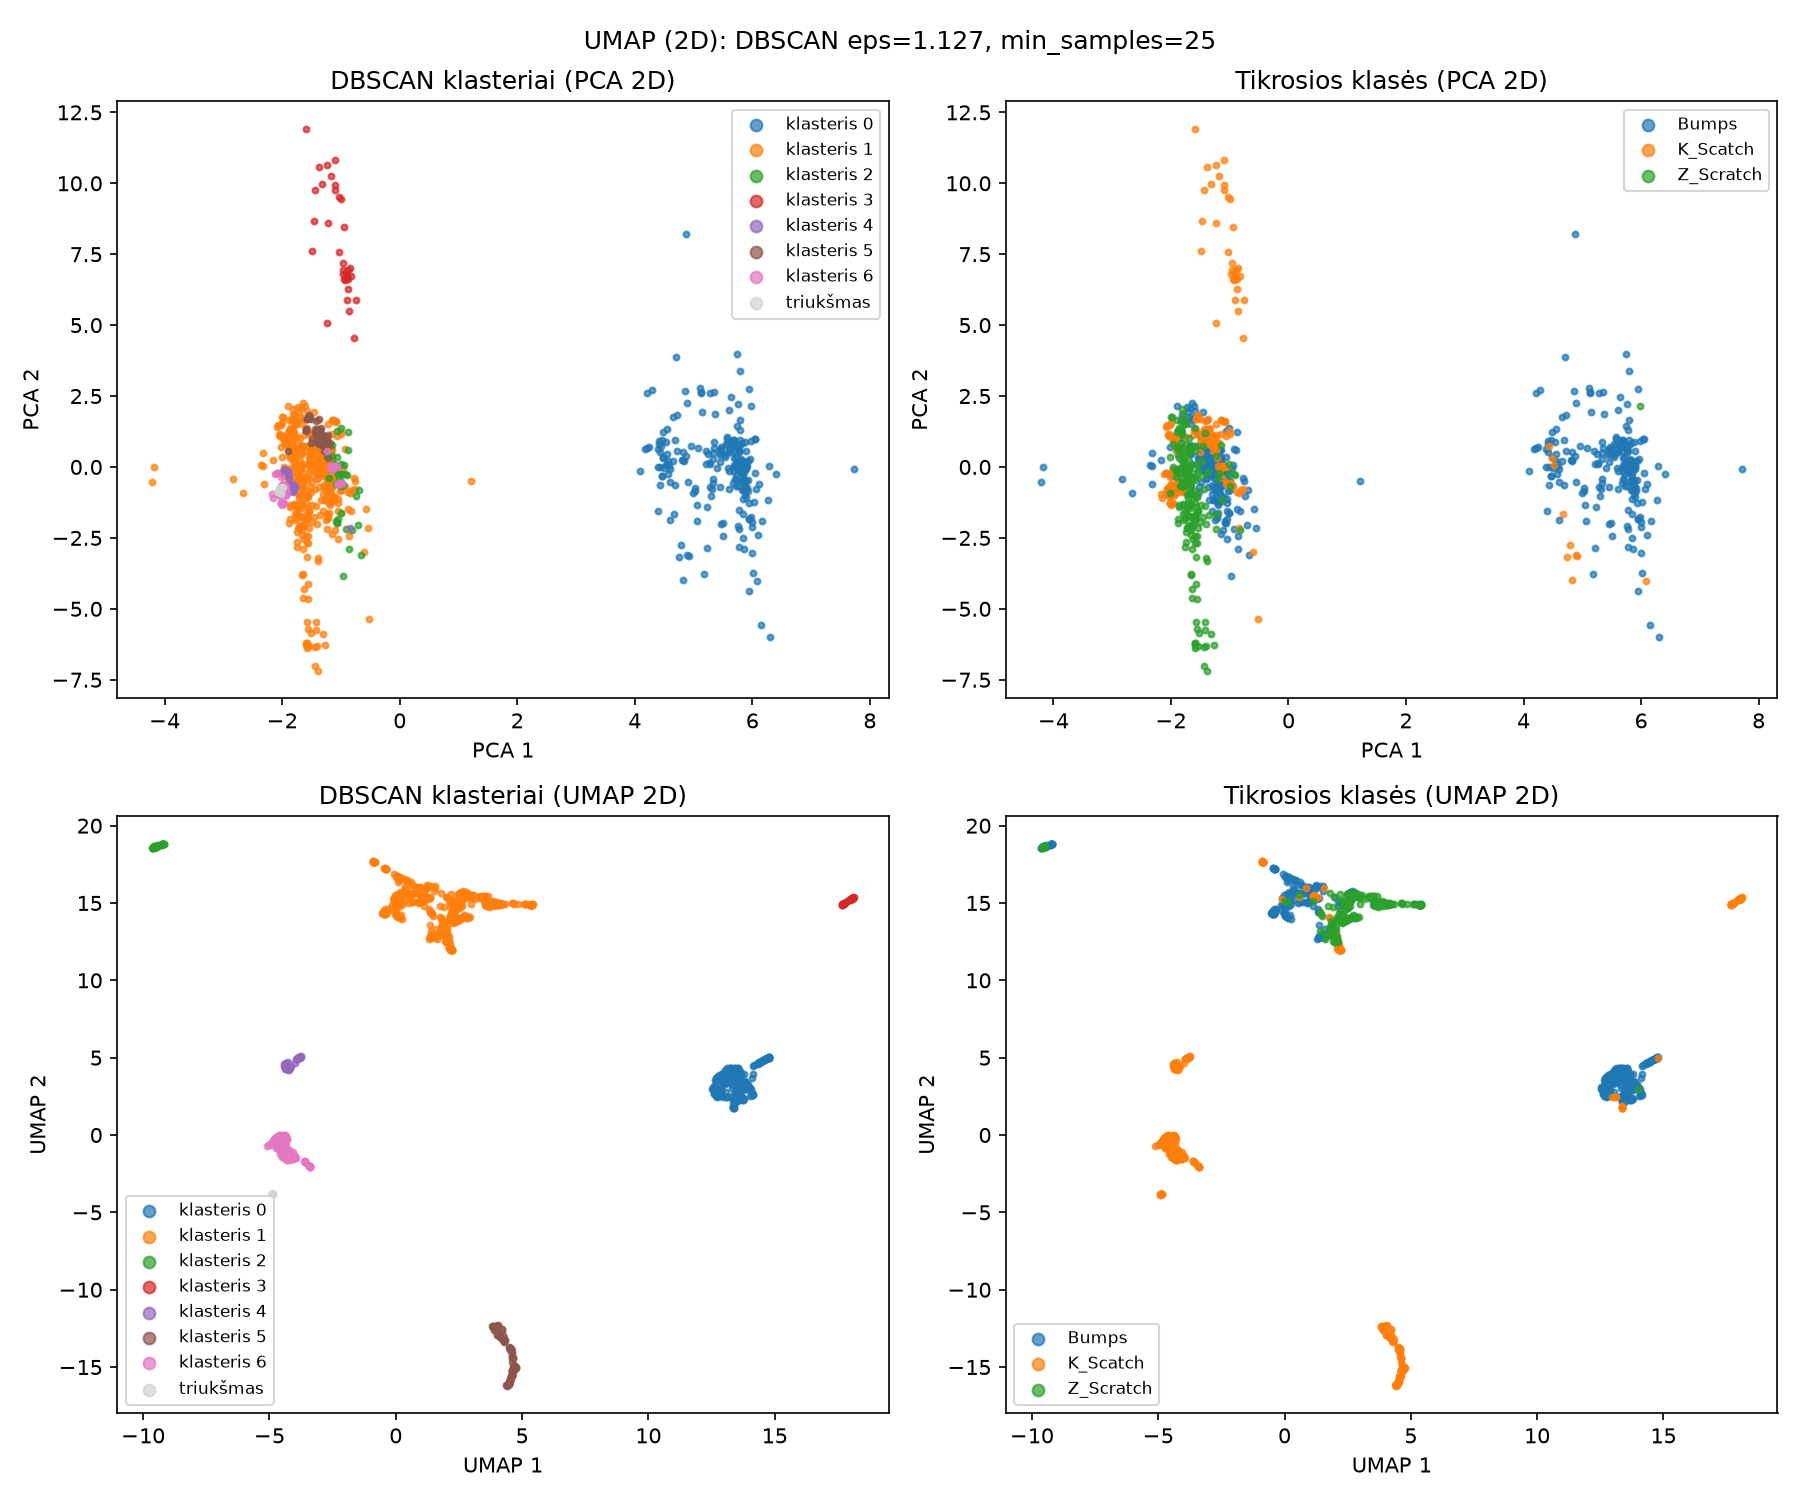 UMAP (2D): DBSCAN eps=1.127, min_samples=25
DBSCAN klasteriai (PCA 2D)
12.5
10.0
7.5
5.0
2.5
0.0
−2.5
−5.0
−7.5
PCA 2
−4
−2
0
2
4
6
8
PCA 1
klasteris 0
klasteris 1
klasteris 2
klasteris 3
klasteris 4
klasteris 5
klasteris 6
triukšmas
Tikrosios klasės (PCA 2D)
12.5
10.0
7.5
5.0
2.5
0.0
−2.5
−5.0
−7.5
PCA 2
−4
−2
0
2
4
6
8
PCA 1
Bumps
K_Scatch
Z_Scratch
DBSCAN klasteriai (UMAP 2D)
20
15
10
5
0
−5
−10
−15
UMAP 2
−10
−5
0
5
10
15
UMAP 1
klasteris 0
klasteris 1
klasteris 2
klasteris 3
klasteris 4
klasteris 5
klasteris 6
triukšmas
Tikrosios klasės (UMAP 2D)
20
15
10
5
0
−5
−10
−15
UMAP 2
−10
−5
0
5
10
15
UMAP 1
Bumps
K_Scatch
Z_Scratch